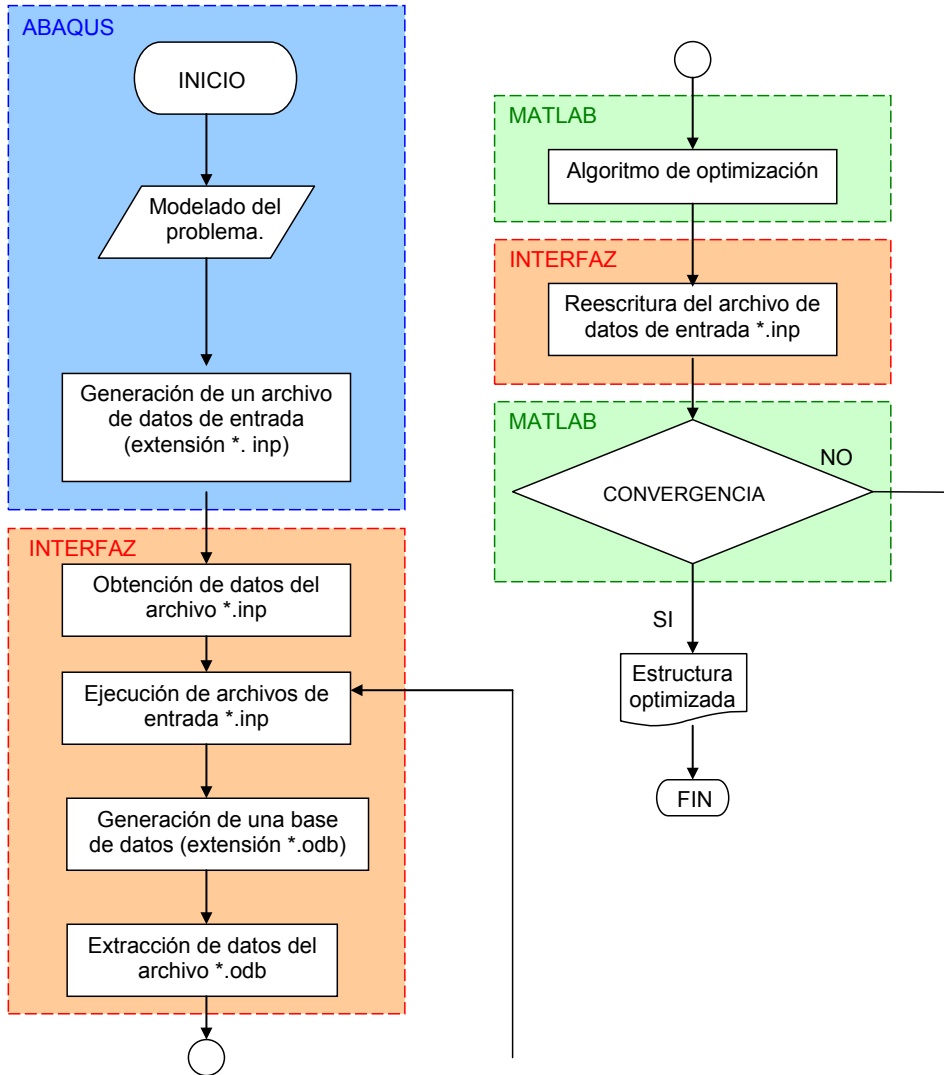 ABAQUS
INICIO
Modelado del
problema.
Generación de un archivo
de datos de entrada
(extensión *. inp)
INTERFAZ
Obtención de datos del
archivo *.inp
Ejecución de archivos de
entrada *.inp
Generación de una base
de datos (extensión *.odb)
Extracción de datos del
archivo *.odb
MATLAB
Algoritmo de optimización
INTERFAZ
Reescritura del archivo de
datos de entrada *.inp
MATLAB
NO
CONVERGENCIA
SI
Estructura
optimizada
FIN